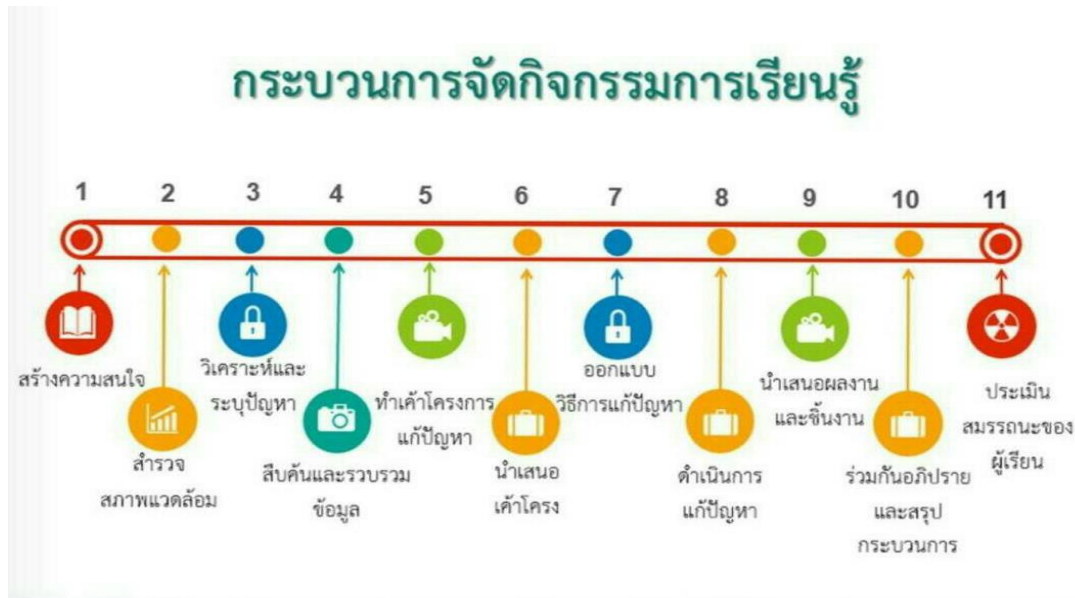 กระบวนการจัดกิจกรรมการเรียนรู้
1
2
3
4
5
6
7
8
9
10
11
สร้างความสนใจ
สำรวจ
สภาพแวดล้อม
วิเคราะห์และ
ระบุปัญหา
สืบค้นและรวบรวม
ข้อมูล
ทำเค้าโครงการ
แก้ปัญหา
นำเสนอ
เค้าโครง
ออกแบบ
วิธีการแก้ปัญหา
ดำเนินการ
แก้ปัญหา
นำเสนอผลงาน
และชิ้นงาน
ร่วมกันอภิปราย
และสรุป
กระบวนการ
ประเมิน
สมรรถนะของ
ผู้เรียน